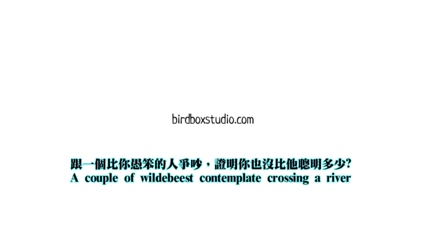 birdboxstudio.com
跟一個比你愚笨的人爭吵，證明你也沒比他聰明多少?
A couple of wildebeest contemplate crossing a river